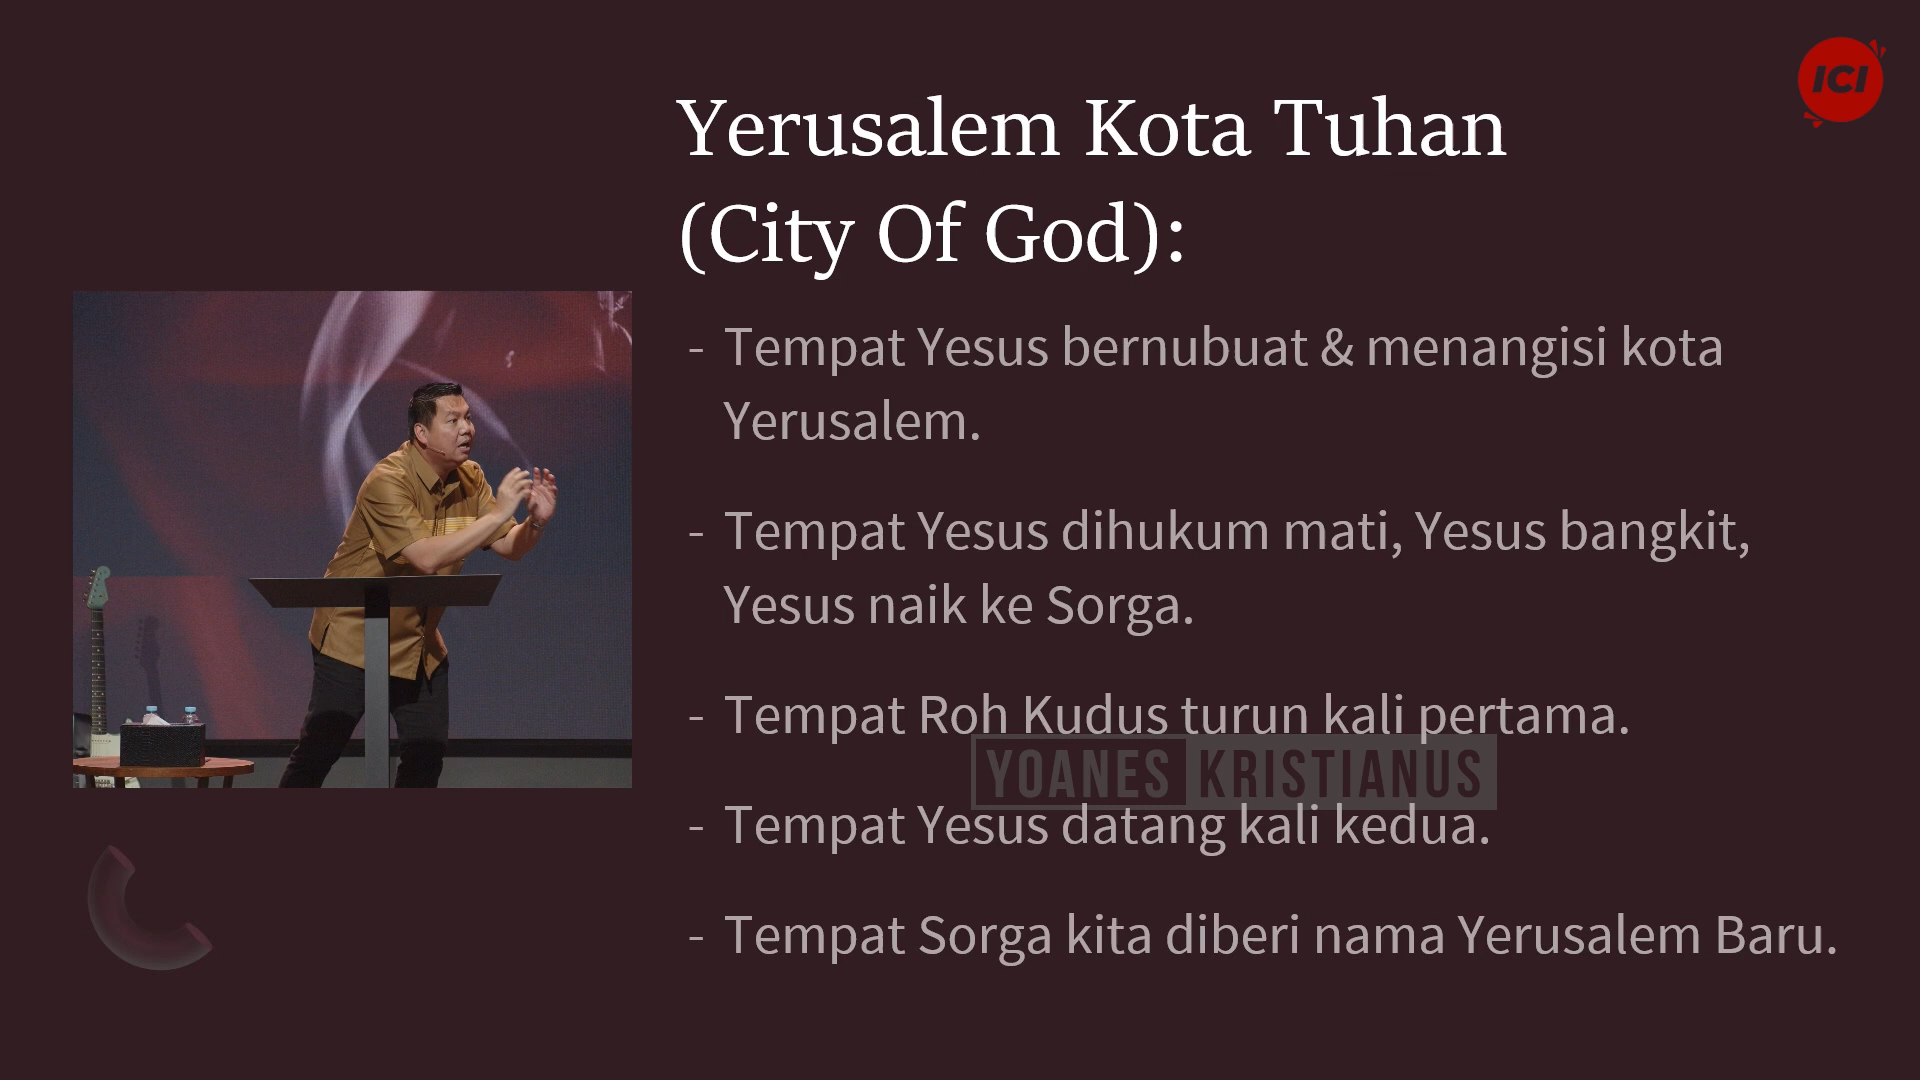 ICI
Yerusalem Kota Tuhan
(City Of God):
- Tempat Yesus bernubuat & menangisi kota
Yerusalem.
- Tempat Yesus dihukum mati, Yesus bangkit,
Yesus naik ke Sorga.
- Tempat Roh Kudus turun kali pertama.
YOANES KRISTIANUS
- Tempat Yesus datang kali kedua.
- Tempat Sorga kita diberi nama Yerusalem Baru.